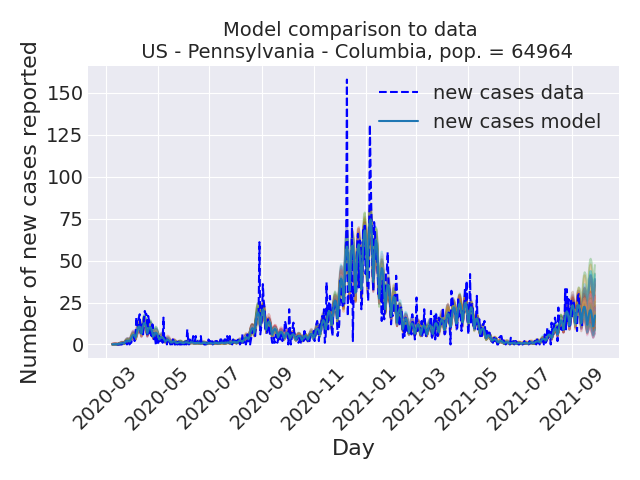 Model comparison to data
US - Pennsylvania - Columbia, pop. = 64964
Number of new cases reported
150
125
100
75
50
25
0
new cases data
new cases model
2020-03
2020-05
2020-07
2020-09
2020-11
2021-01
2021-03
2021-05
2021-07
2021-09
Day